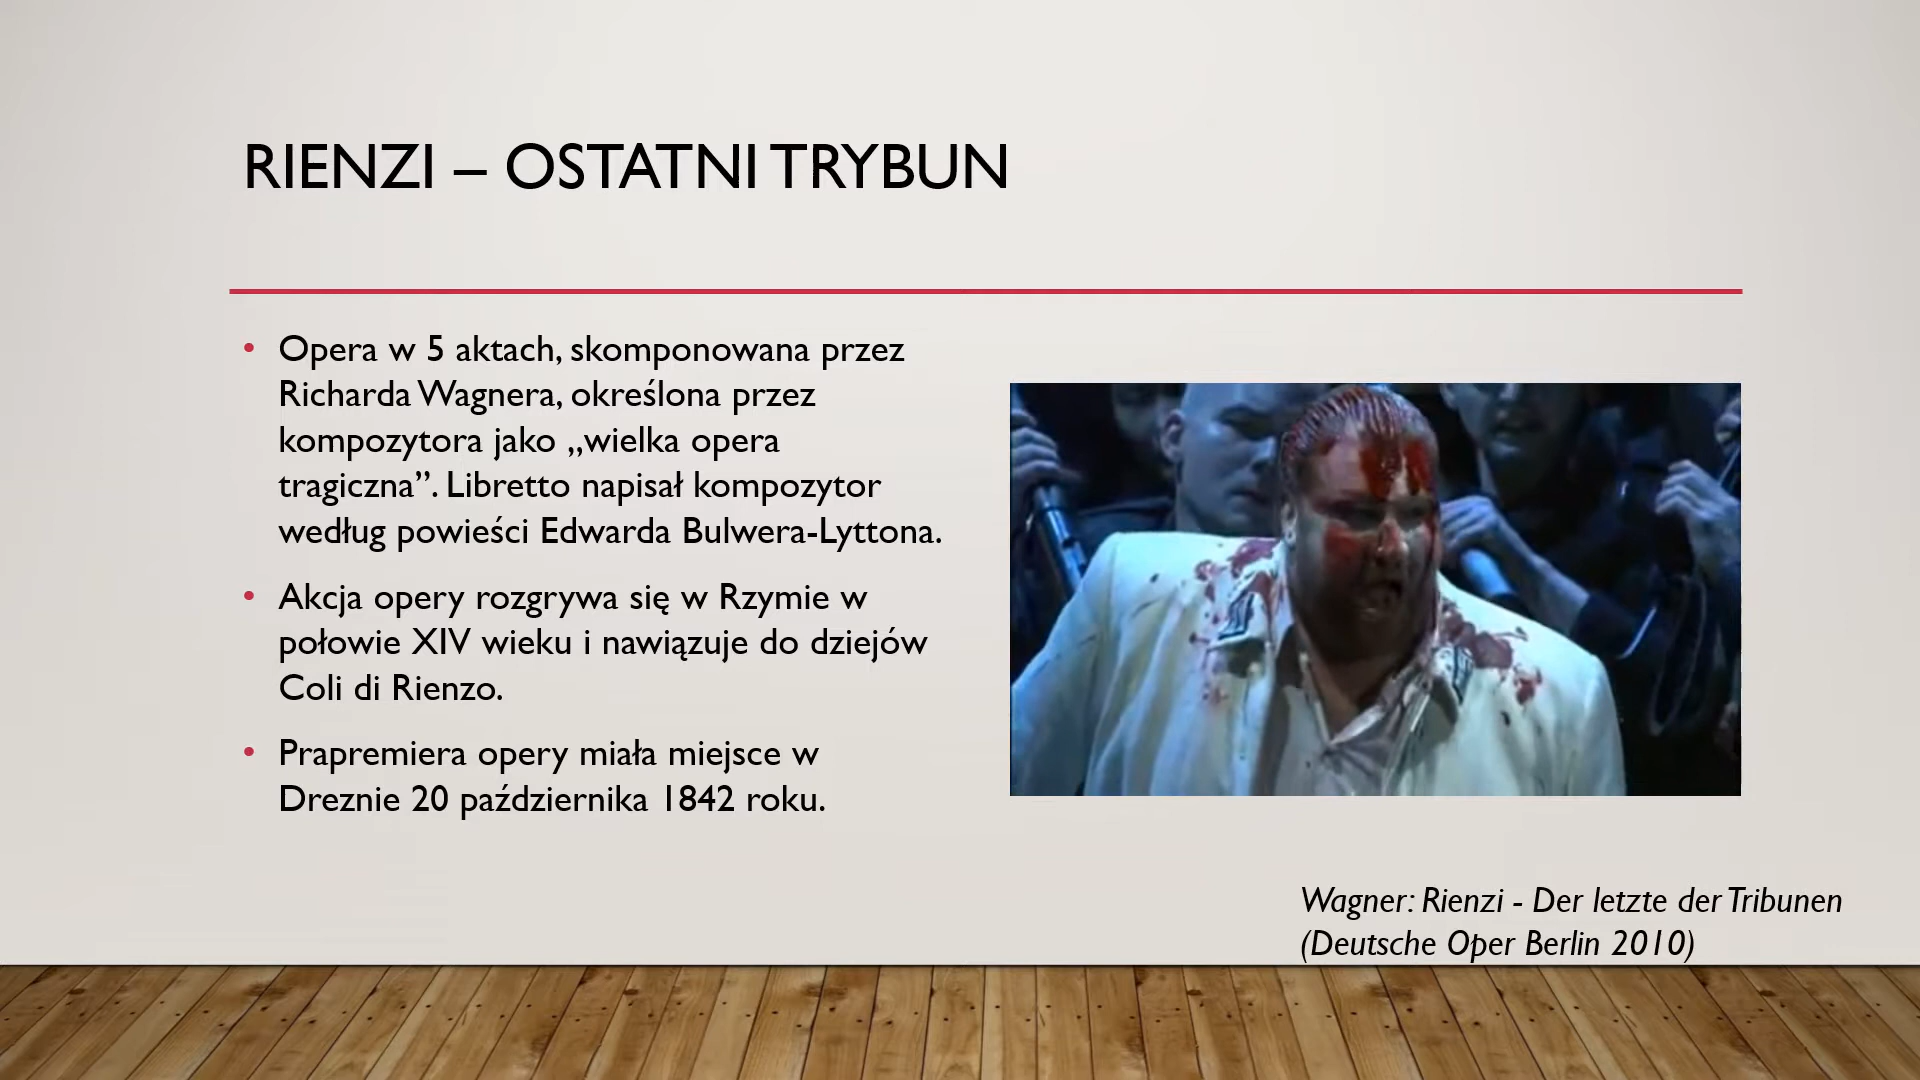 RIENZI – OSTATNI TRYBUN
• Opera w 5 aktach, skomponowana przez
Richarda Wagnera, określona przez
kompozytora jako „wielka opera
tragiczna”. Libretto napisał kompozytor
według powieści Edwarda Bulwera-Lyttona.
• Akcja opery rozgrywa się w Rzymie w
połowie XIV wieku i nawiązuje do dziejów
Coli di Rienzo.
• Prapremiera opery miała miejsce w
Dreznie 20 października 1842 roku.
Wagner: Rienzi - Der letzte der Tribunen
(Deutsche Oper Berlin 2010)